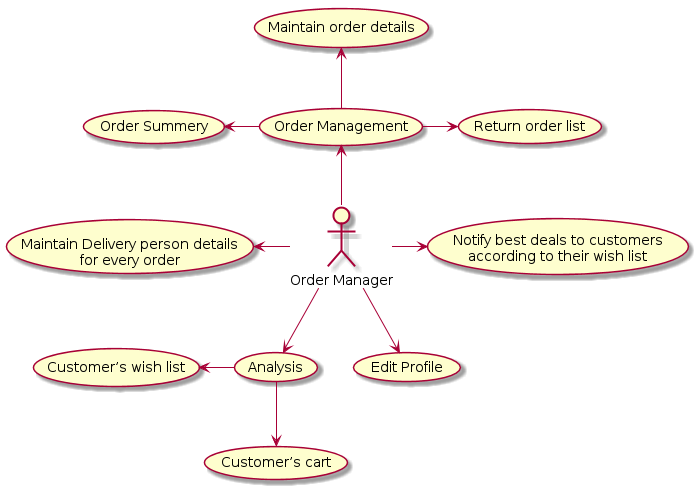 Maintain order details
Order Summery
Order Management
Return order list
Maintain Delivery person details
for every order
Notify best deals to customers
according to their wish list
Order Manager
Customer’s wish list
Analysis
Edit Profile
Customer’s cart